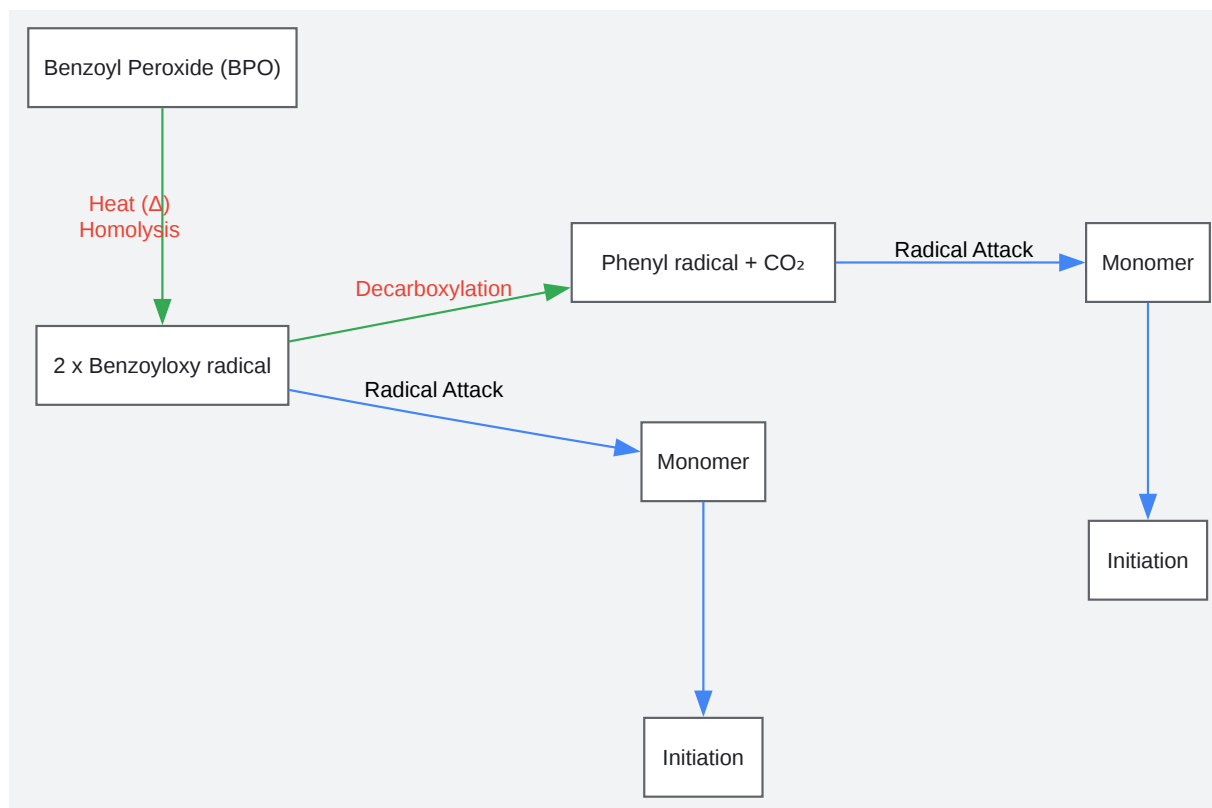 Benzoyl Peroxide (BPO)
Heat (Δ)
Homolysis
2 x Benzoyloxy radical
Decarboxylation
Phenyl radical + CO₂
Radical Attack
Monomer
Initiation
Radical Attack
Monomer
Initiation